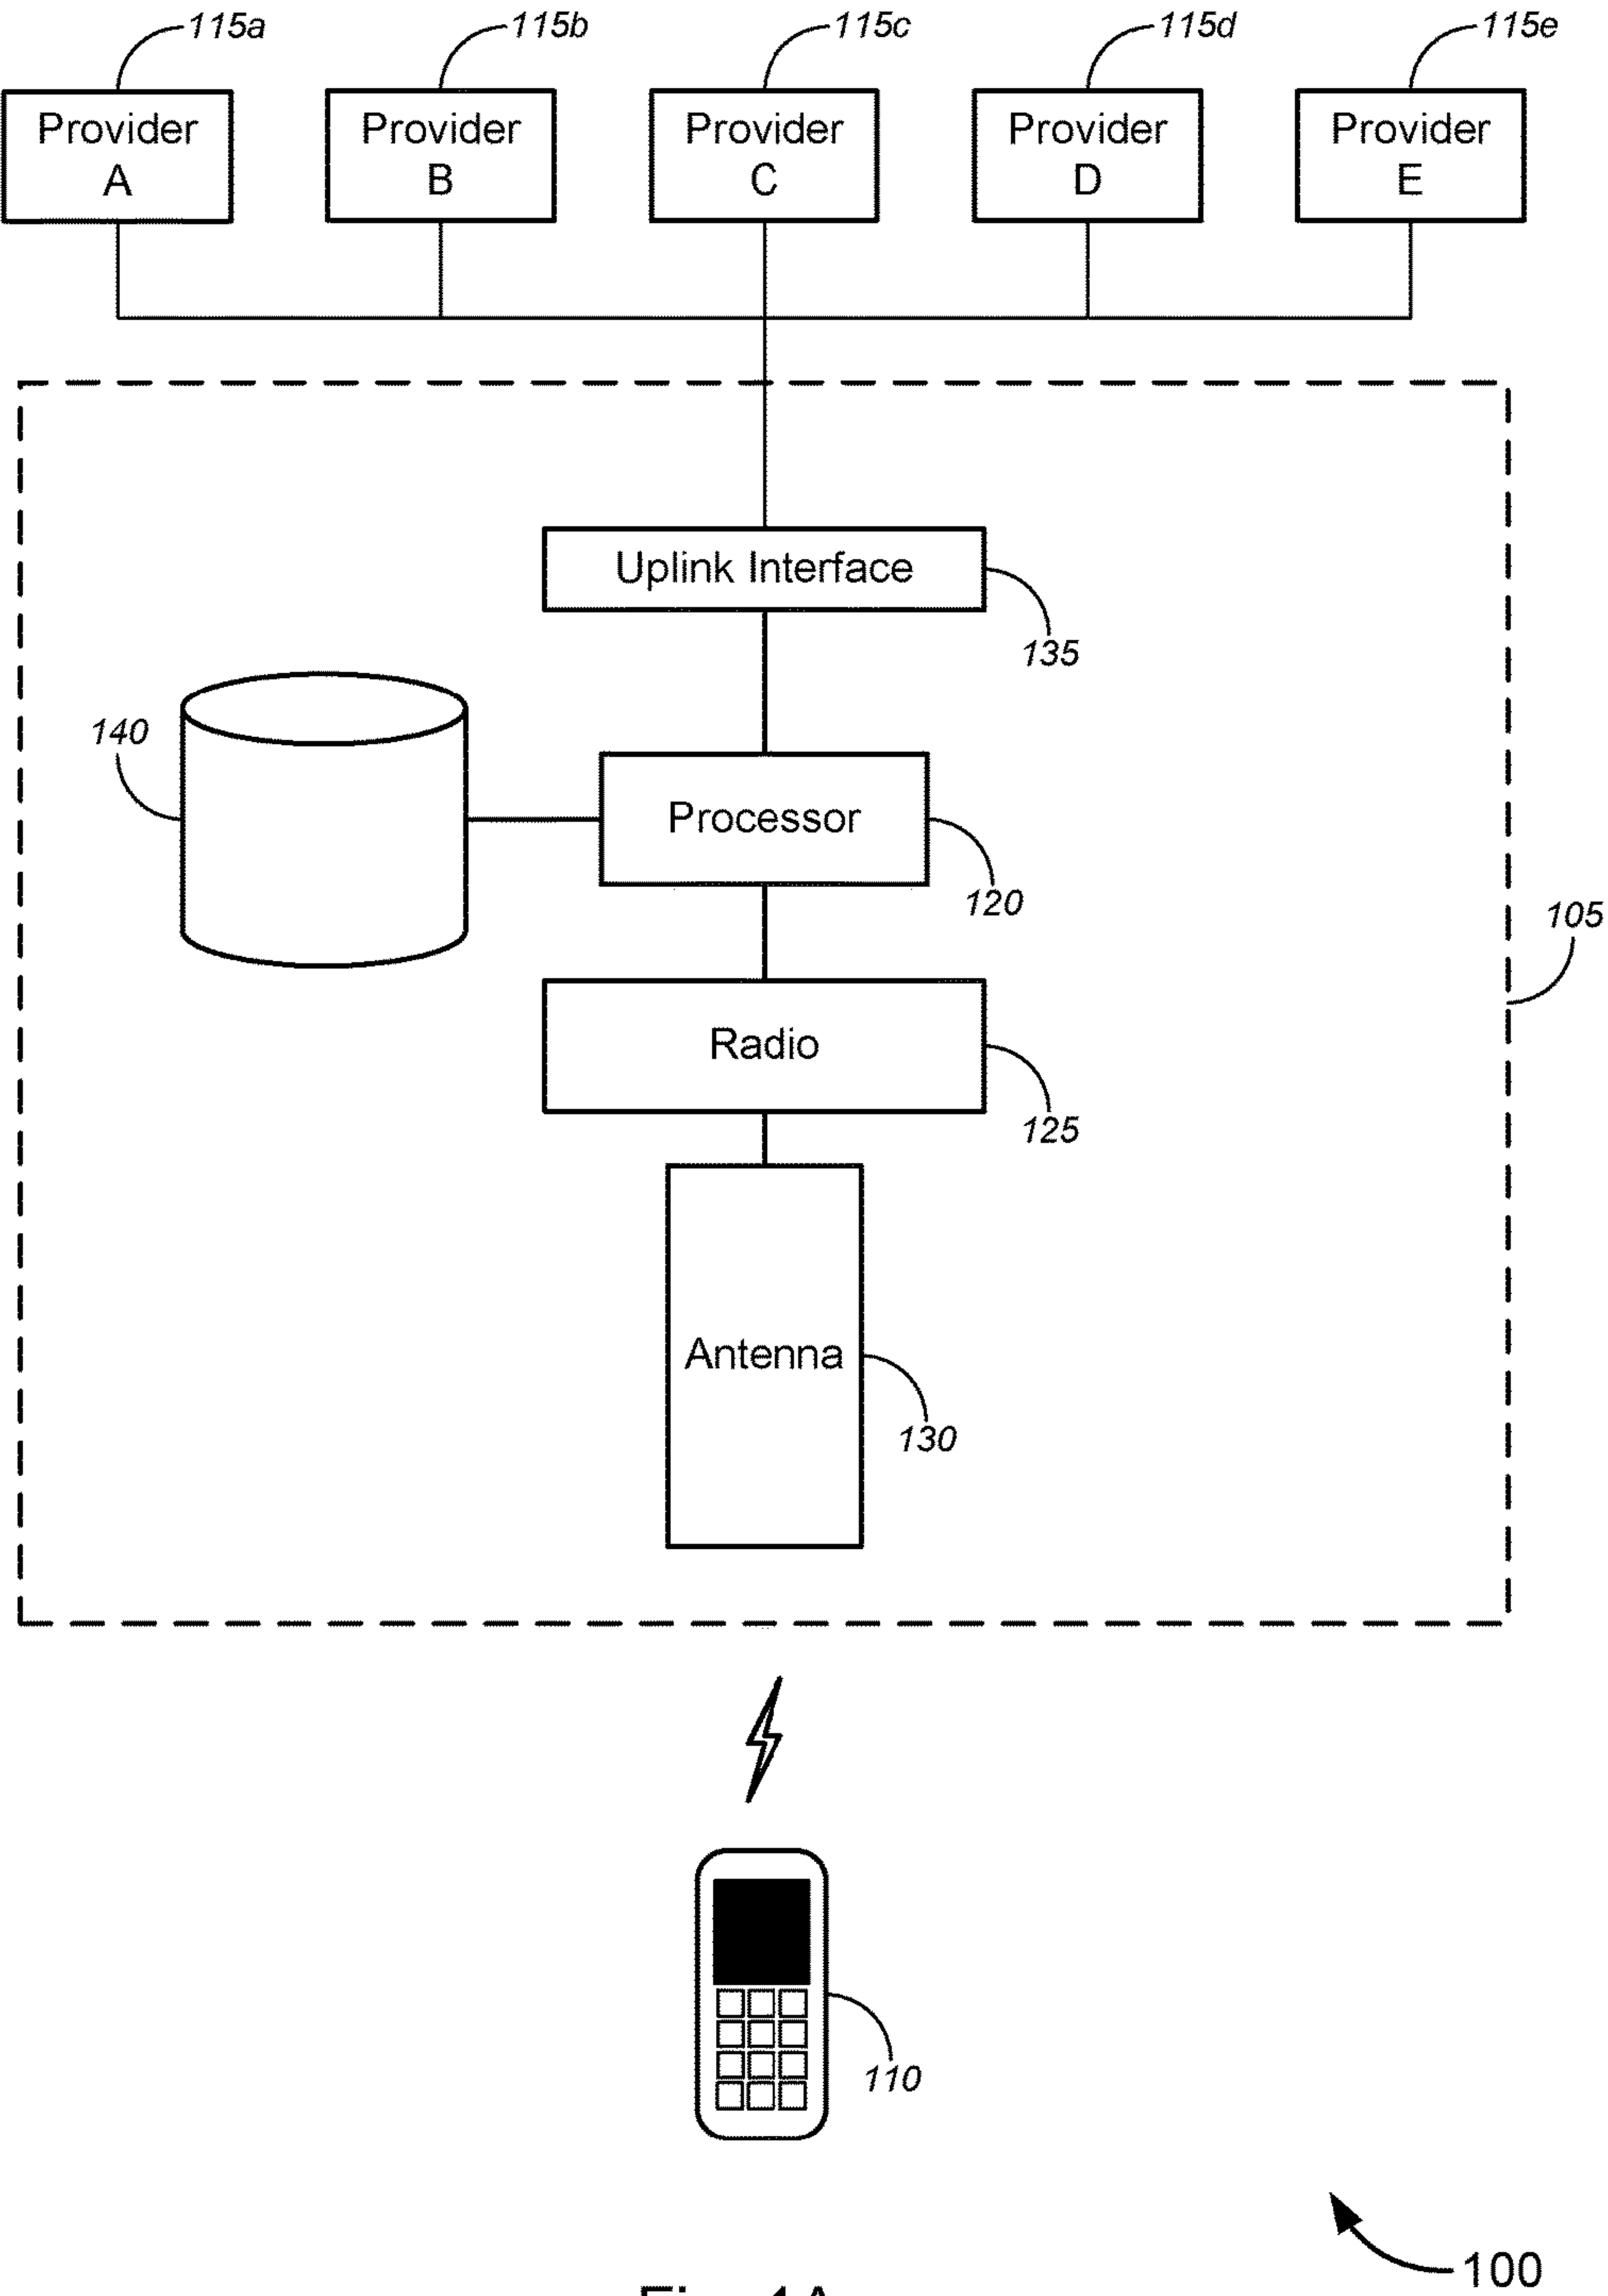 115a 115b 115c 115d 115e
Provider A
Provider B
Provider C
Provider D
Provider E
Uplink Interface
135
140
Processor
120
105
Radio
125
Antenna
130
110
100